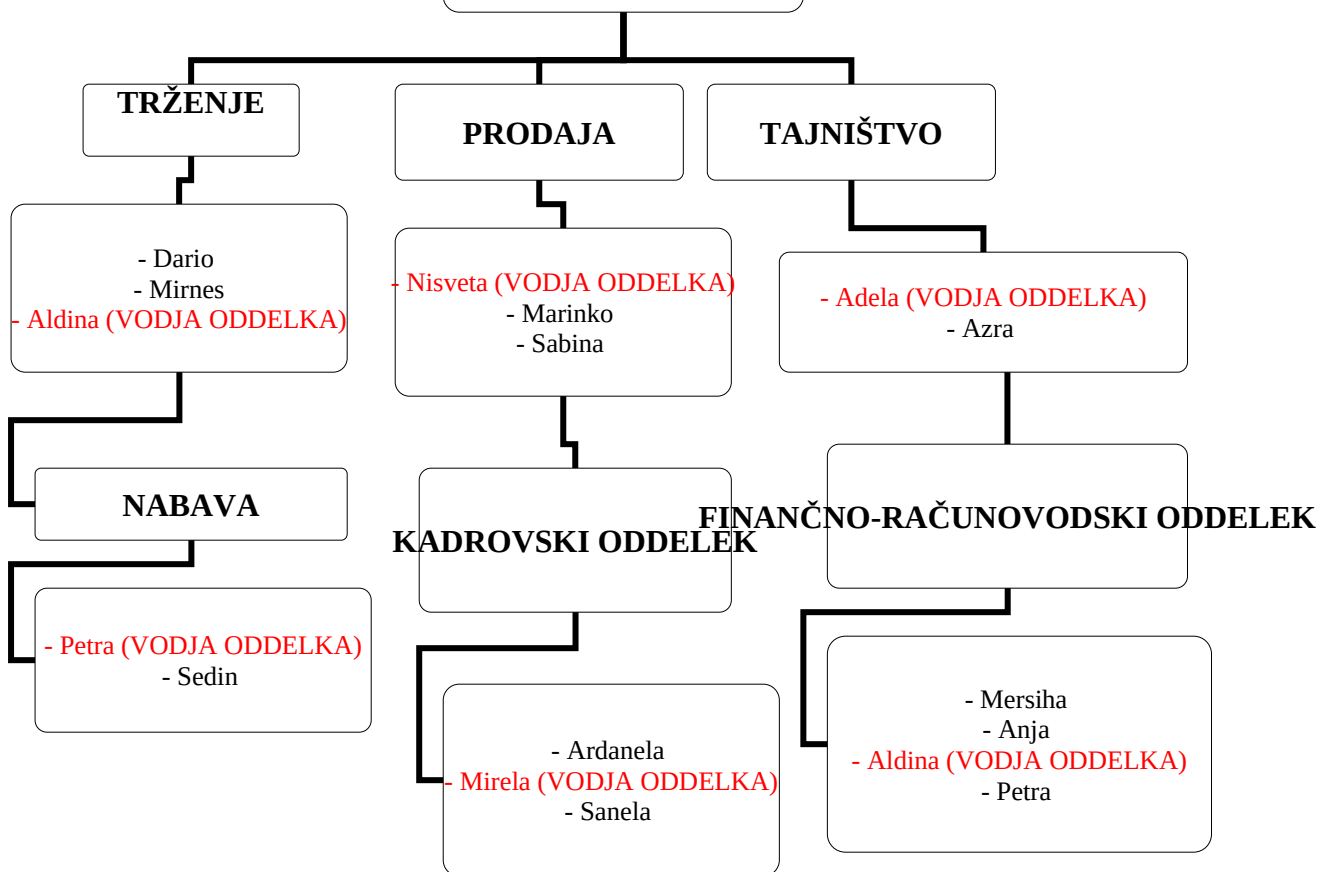 TRŽENJE
PRODAJA
TAJNIŠTVO
- Dario
- Mirnes
- Aldina (VODJA ODDELKA)
- Nisveta (VODJA ODDELKA)
- Marinko
- Sabina
- Adela (VODJA ODDELKA)
- Azra
NABAVA
KADROVSKI ODDELEK
FINANČNO-RAČUNOVODSKI ODDELEK
- Petra (VODJA ODDELKA)
- Sedin
- Ardanela
- Mirela (VODJA ODDELKA)
- Sanela
- Mersiha
- Anja
- Aldina (VODJA ODDELKA)
- Petra